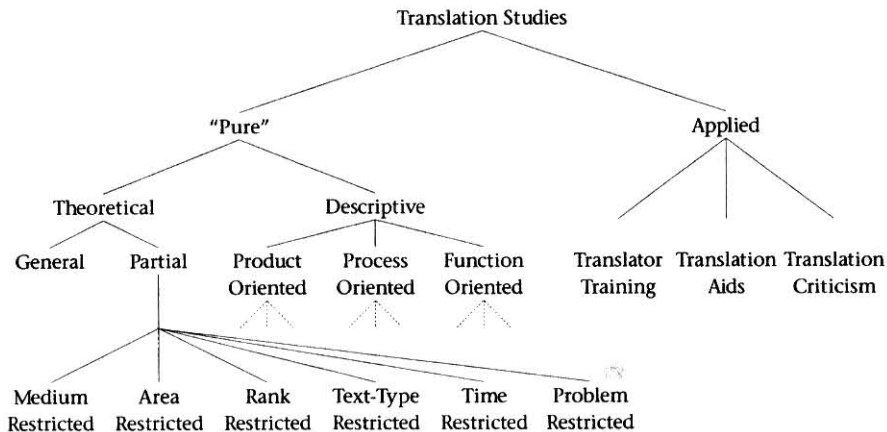 Translation Studies
“Pure” Applied
Theoretical Descriptive
General Partial Product Process Function Translator Translation Translation
Oriented Oriented Oriented Training Aids Criticism
Medium Area Rank Text-Type Time Problem
Restricted Restricted Restricted Restricted Restricted Restricted